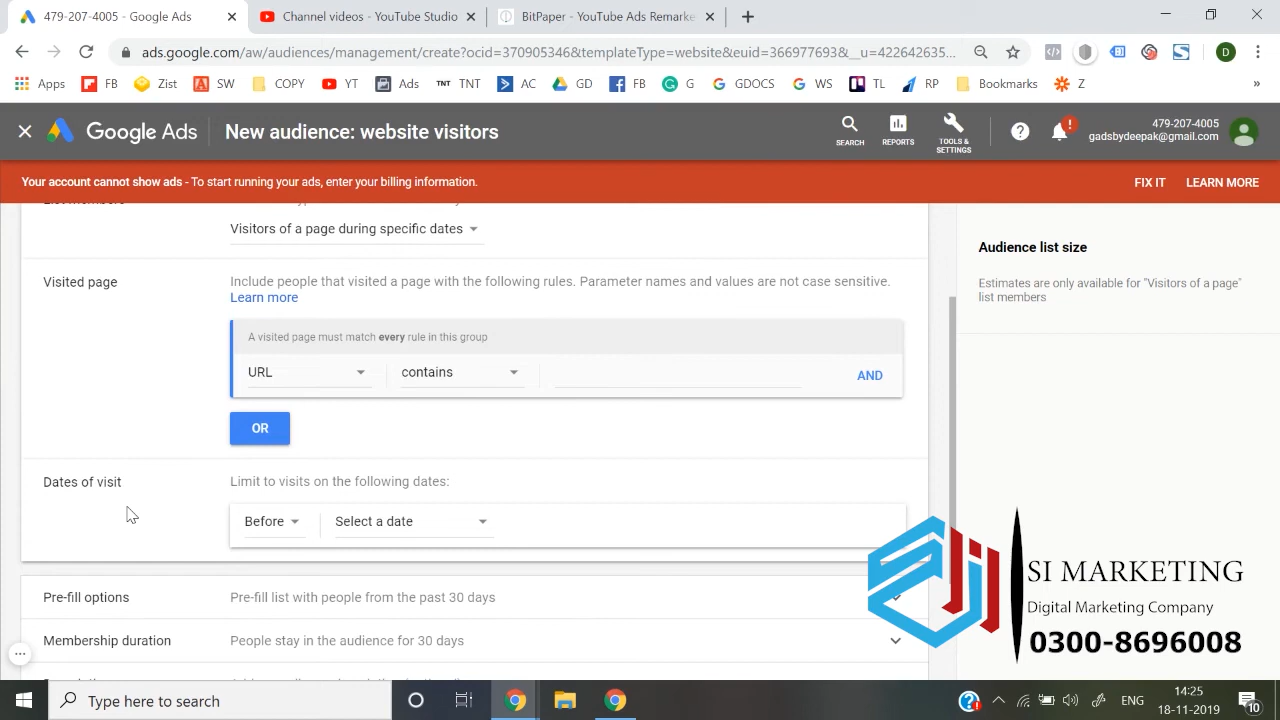 479-207-4005 - Google Ads
Channel videos - YouTube Studio
BitPaper - YouTube Ads Remarke
ads.google.com/aw/audiences/management/create?ocid=370905346&templateType=website&euid=366977693&__u=422642635...
D
Apps
FB
Zist
SW
COPY
YT
Ads
TNT TNT
AC
GD
FB
G
GDOCS
WS
TL
RP
Bookmarks
Z
»
Google Ads
New audience: website visitors
SEARCH
REPORTS
TOOLS &
SETTINGS
479-207-4005
gadsbydeepak@gmail.com
Your account cannot show ads - To start running your ads, enter your billing information.
FIX IT
LEARN MORE
Visitors of a page during specific dates
Audience list size
Estimates are only available for "Visitors of a page"
list members
Visited page
Include people that visited a page with the following rules. Parameter names and values are not case sensitive.
Learn more
A visited page must match every rule in this group
URL
contains
AND
OR
Dates of visit
Limit to visits on the following dates:
Before
Select a date
Pre-fill options
Pre-fill list with people from the past 30 days
Membership duration
People stay in the audience for 30 days
SI MARKETING
Digital Marketing Company
0300-8696008
Type here to search
ENG
14:25
18-11-2019
10